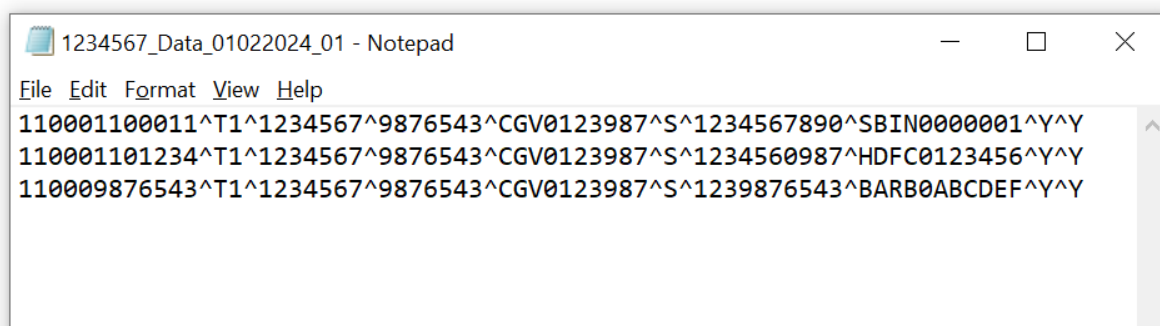 1234567_Data_01022024_01 - Notepad
File Edit Format View Help
110001100011^T1^1234567^9876543^CGV0123987^S^1234567890^SBIN0000001^Y^Y
110001101234^T1^1234567^9876543^CGV0123987^S^1234560987^HDFC0123456^Y^Y
110009876543^T1^1234567^9876543^CGV0123987^S^1239876543^BARB0ABCDEF^Y^Y